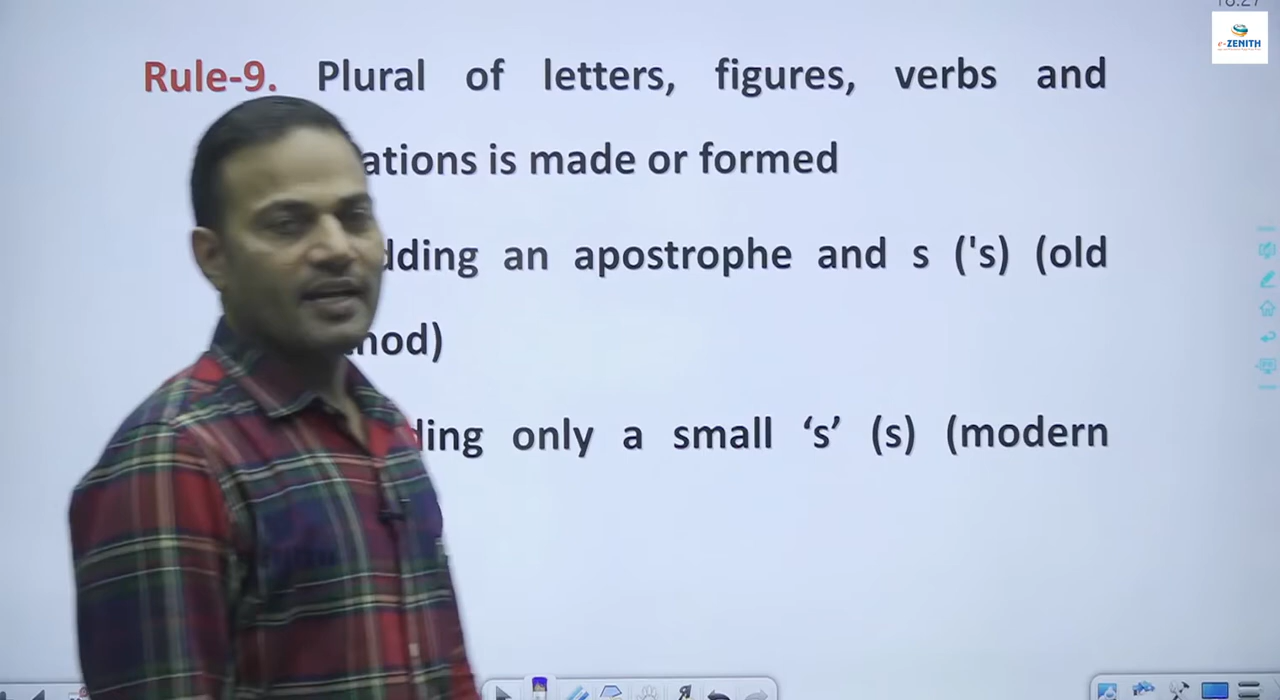 e-ZENITH
Rule-9. Plural of letters, figures, verbs and
ations is made or formed
dding an apostrophe and s ('s) (old
hod)
ding only a small ‘s’ (s) (modern